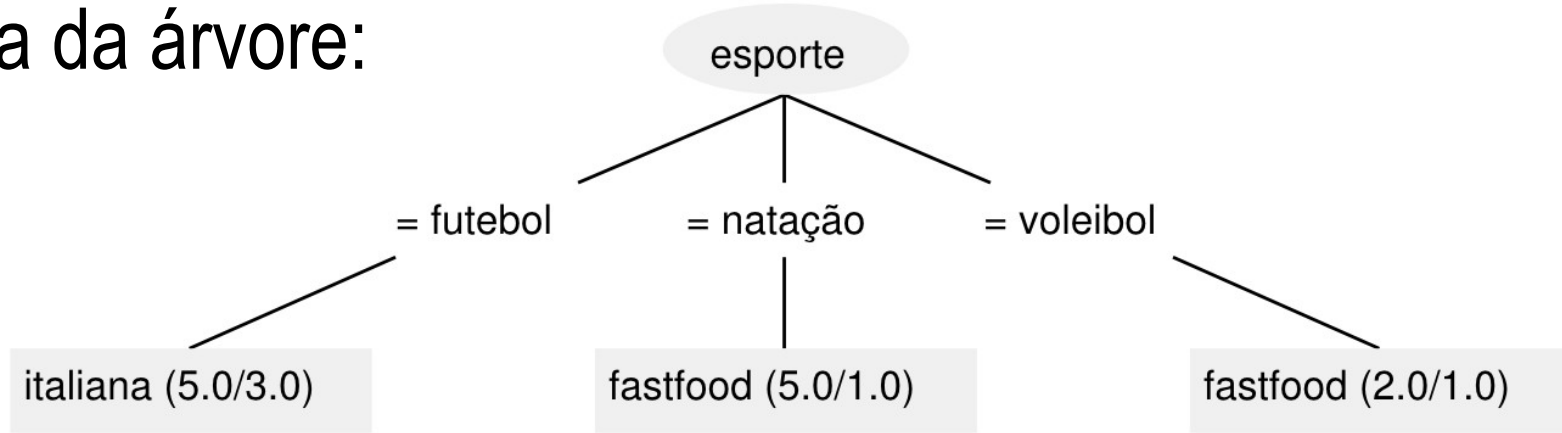 a da árvore:
esporte
= futebol = natação = voleibol
italiana (5.0/3.0) fastfood (5.0/1.0) fastfood (2.0/1.0)